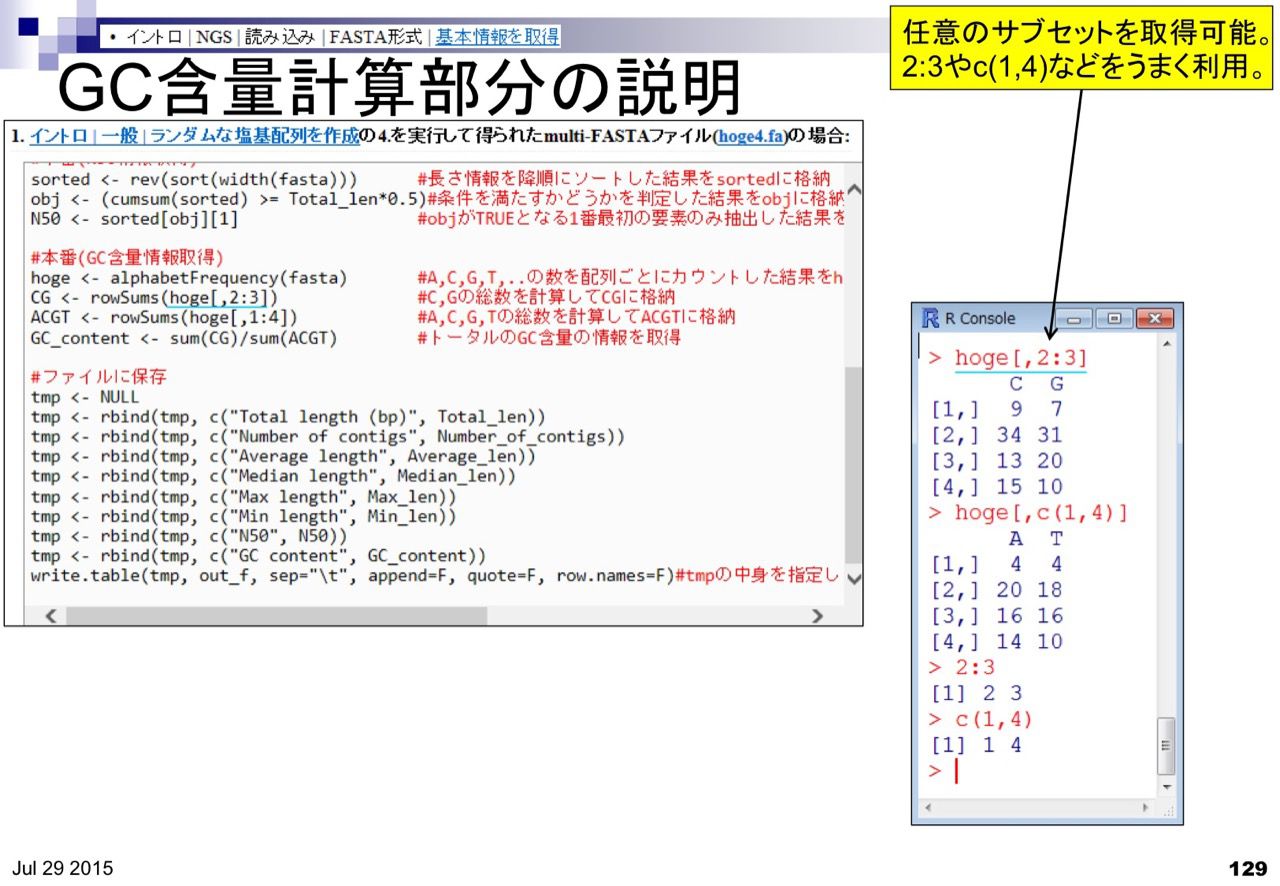 • イントロ | NGS | 読み込み | FASTA形式 | 基本情報を取得
任意のサブセットを取得可能。
2:3やc(1,4)などをうまく利用。
GC含量計算部分の説明
1. イントロ | 一般 | ランダムな塩基配列を作成の4.を実行して得られたmulti-FASTAファイル(hoge4.fa)の場合:
sorted <- rev(sort(width(fasta))) #長さ情報を降順にソートした結果をsortedに格納
obj <- (cumsum(sorted) >= Total_len*0.5)#条件を満たすかどうかを判定した結果をobjに格納
N50 <- sorted[obj][1] #objがTRUEとなる1番最初の要素のみ抽出した結果を
#本番(GC含量情報取得)
hoge <- alphabetFrequency(fasta) #A,C,G,T,..の数を配列ごとにカウントした結果をh
CG <- rowSums(hoge[,2:3]) #C,Gの総数を計算してCGに格納
ACGT <- rowSums(hoge[,1:4]) #A,C,G,Tの総数を計算してACGTに格納
GC_content <- sum(CG)/sum(ACGT) #トータルのGC含量の情報を取得
#ファイルに保存
tmp <- NULL
tmp <- rbind(tmp, c("Total length (bp)", Total_len))
tmp <- rbind(tmp, c("Number of contigs", Number_of_contigs))
tmp <- rbind(tmp, c("Average length", Average_len))
tmp <- rbind(tmp, c("Median length", Median_len))
tmp <- rbind(tmp, c("Max length", Max_len))
tmp <- rbind(tmp, c("Min length", Min_len))
tmp <- rbind(tmp, c("N50", N50))
tmp <- rbind(tmp, c("GC content", GC_content))
write.table(tmp, out_f, sep="\t", append=F, quote=F, row.names=F)#tmpの中身を指定し
R Console
> hoge[,2:3]
C G
[1,] 9 7
[2,] 34 31
[3,] 13 20
[4,] 15 10
> hoge[,c(1,4)]
A T
[1,] 4 4
[2,] 20 18
[3,] 16 16
[4,] 14 10
> 2:3
[1] 2 3
> c(1,4)
[1] 1 4
>
Jul 29 2015
129